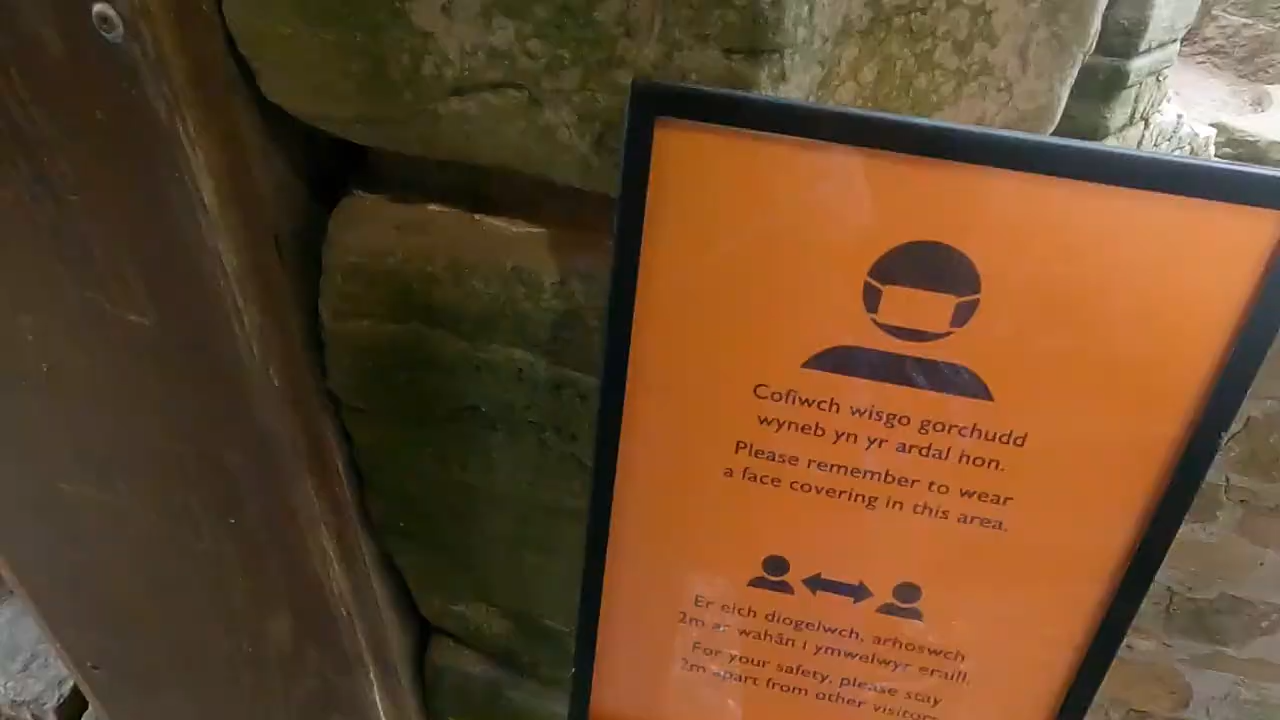 Cofiwch wisgo gorchudd
wyneb yn yr ardal hon.
Please remember to wear
a face covering in this area.
Er eich diogelwch, arhoswch
2m ar wahân i ymwelwyr eraill.
For your safety, please stay
2m apart from other visitors